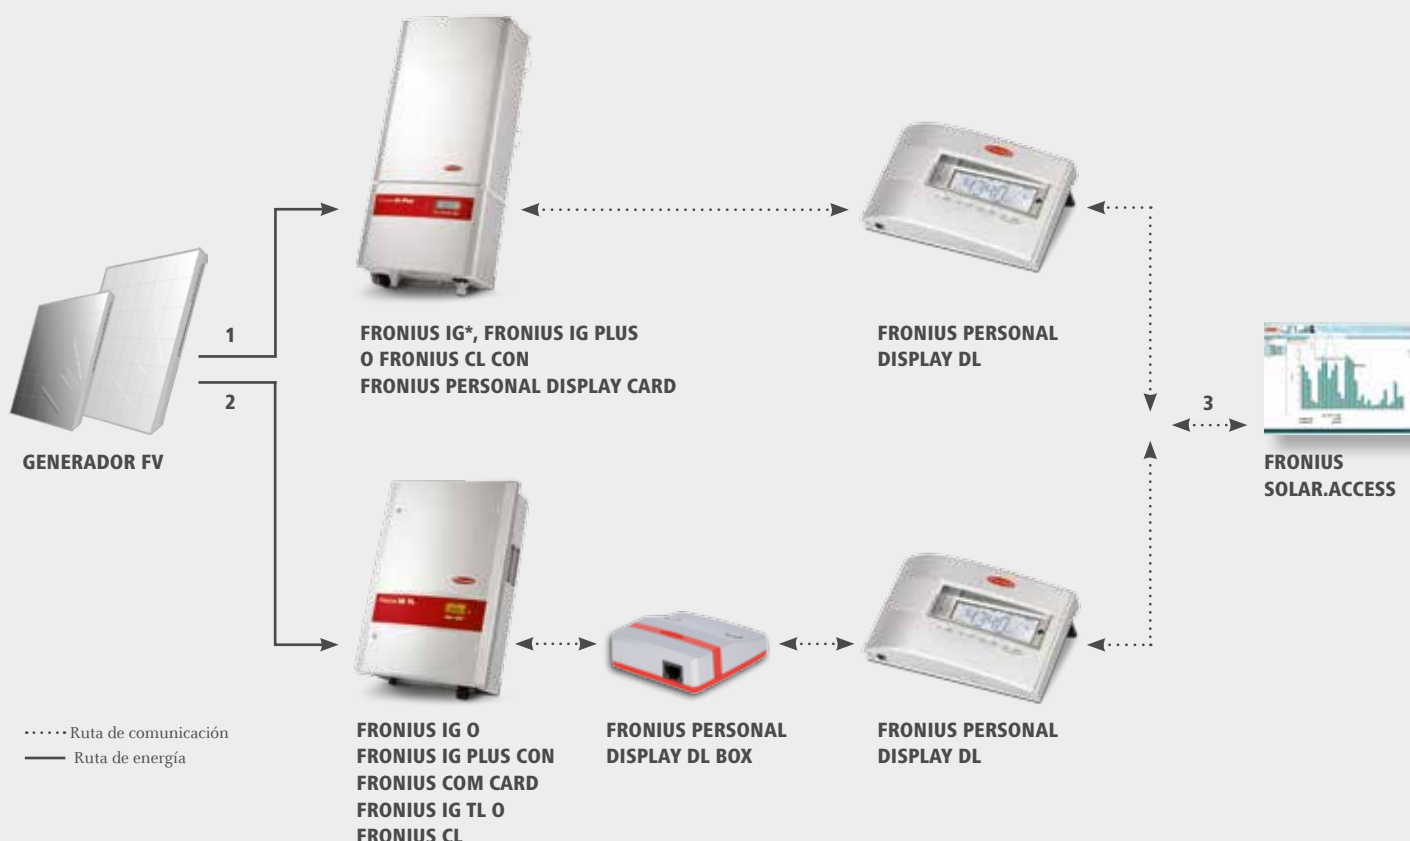 1
FRONIUS IG*, FRONIUS IG PLUS
O FRONIUS CL CON
FRONIUS PERSONAL DISPLAY CARD
FRONIUS PERSONAL
DISPLAY DL
2
3
GENERADOR FV
FRONIUS
SOLAR.ACCESS
Ruta de comunicación
Ruta de energía
FRONIUS IG O
FRONIUS IG PLUS CON
FRONIUS COM CARD
FRONIUS IG TL O
FRONIUS CL
FRONIUS PERSONAL
DISPLAY DL BOX
FRONIUS PERSONAL
DISPLAY DL